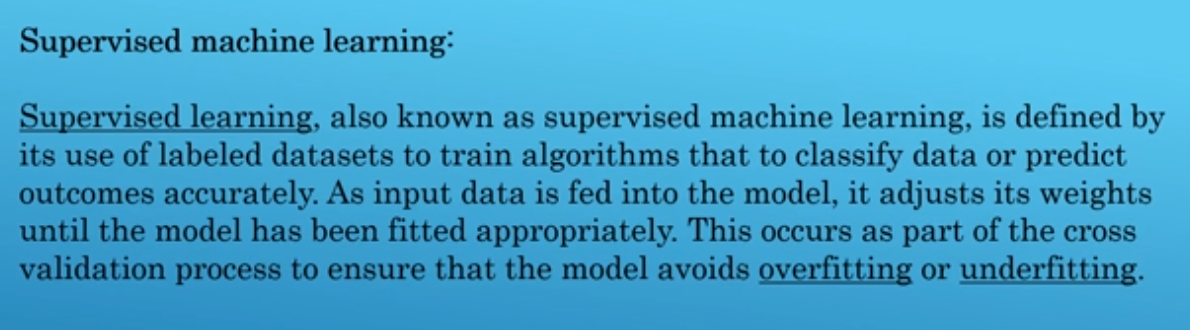 Supervised machine learning:
Supervised learning, also known as supervised machine learning, is defined by
its use of labeled datasets to train algorithms that to classify data or predict
outcomes accurately. As input data is fed into the model, it adjusts its weights
until the model has been fitted appropriately. This occurs as part of the cross
validation process to ensure that the model avoids overfitting or underfitting.